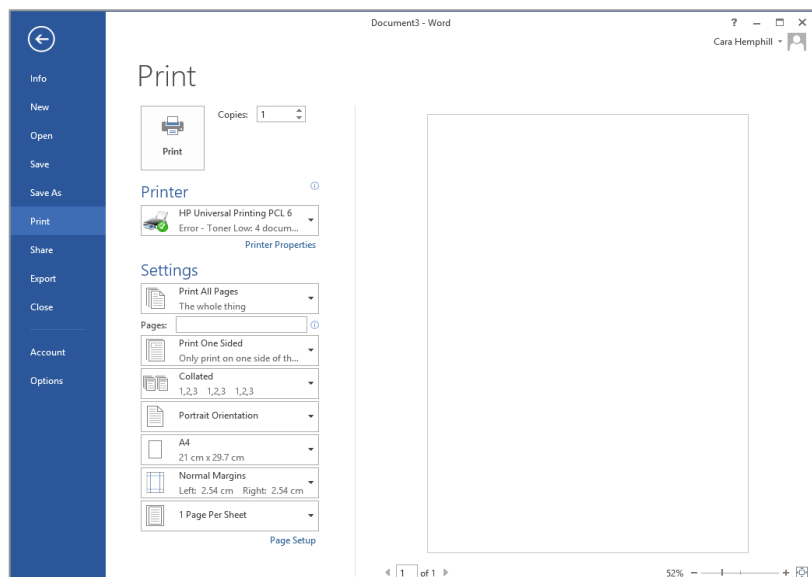 Document3 - Word
?
Cara Hemphill
Info
New
Open
Save
Save As
Print
Share
Export
Close
Account
Options
Print
Print
Copies: 1
Printer
HP Universal Printing PCL 6
Error - Toner Low: 4 docum...
Printer Properties
Settings
Print All Pages
The whole thing
Pages:
Print One Sided
Only print on one side of th...
Collated
1,2,3 1,2,3 1,2,3
Portrait Orientation
A4
21 cm x 29.7 cm
Normal Margins
Left: 2.54 cm Right: 2.54 cm
1 Page Per Sheet
Page Setup
1 of 1
52%